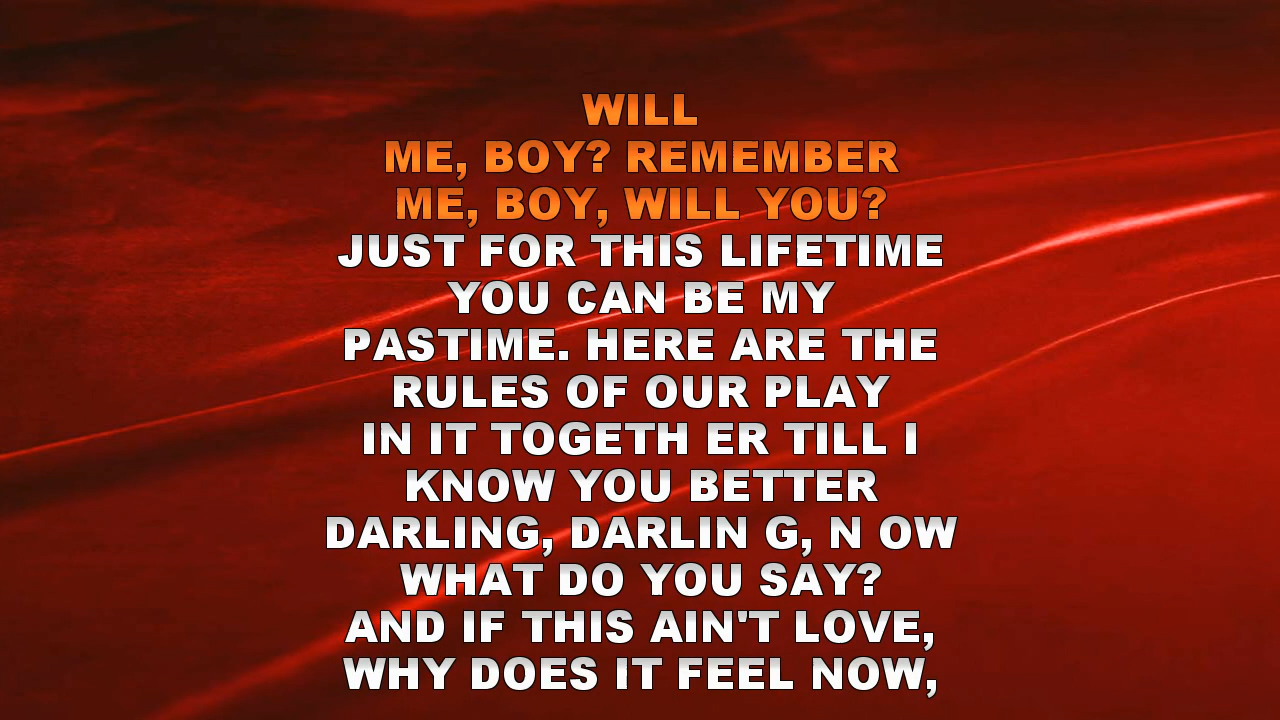 WILL
ME, BOY? REMEMBER
ME, BOY, WILL YOU?
JUST FOR THIS LIFETIME
YOU CAN BE MY
PASTIME. HERE ARE THE
RULES OF OUR PLAY
IN IT TOGETH ER TILL I
KNOW YOU BETTER
DARLING, DARLIN G, N OW
WHAT DO YOU SAY?
AND IF THIS AIN'T LOVE,
WHY DOES IT FEEL NOW,